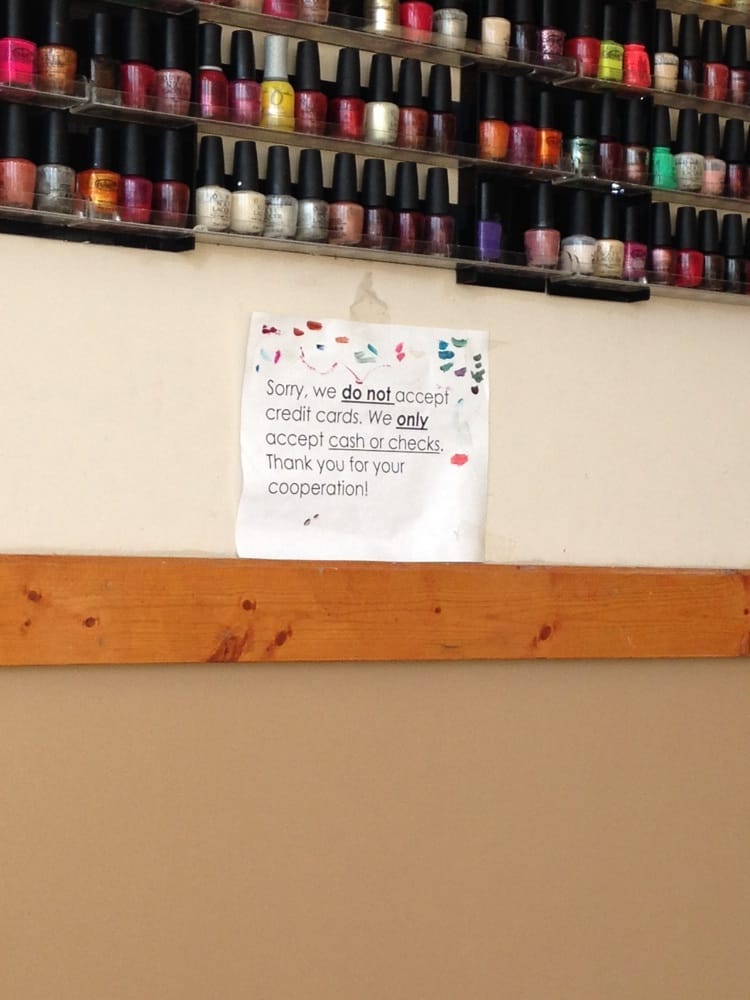 Sorry, we do not accept
credit cards. We only
accept cash or checks.
Thank you for your
cooperation!